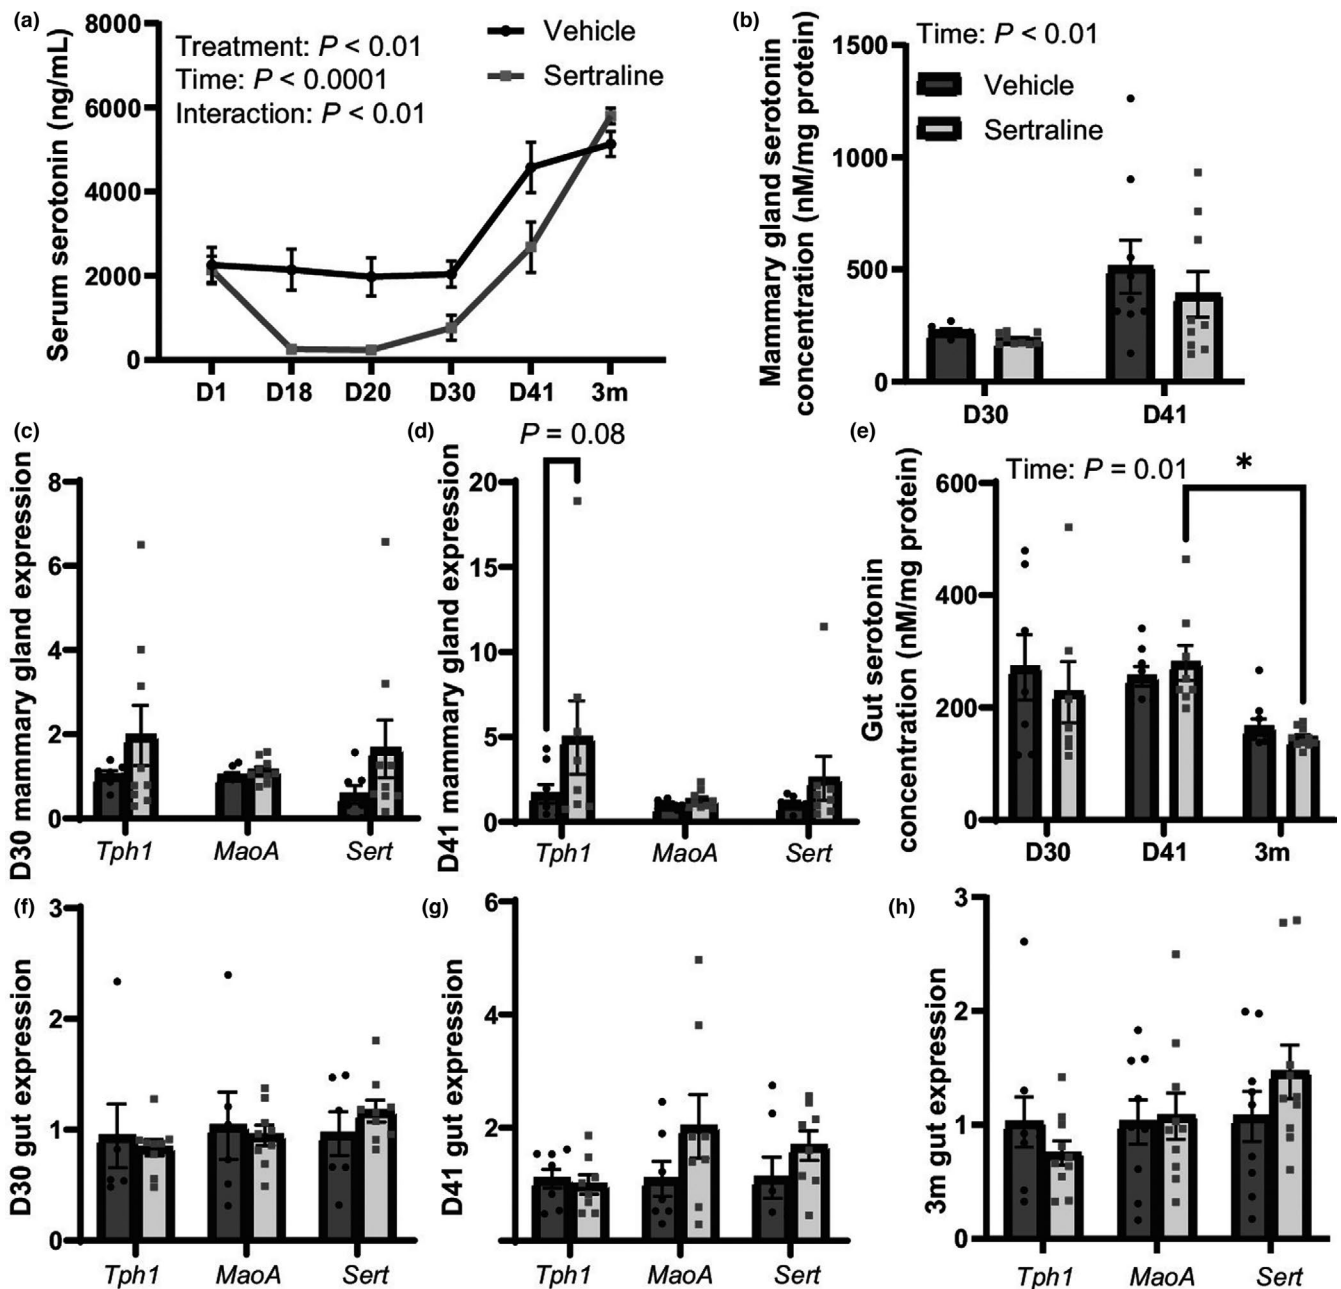 (a)
Serum serotonin (ng/mL)
8000
6000
4000
2000
0
Treatment: P < 0.01
Time: P < 0.0001
Interaction: P < 0.01
Vehicle
Sertraline
D1 D18 D20 D30 D41 3m
(b)
Mammary gland serotonin
concentration (nM/mg protein)
1500
1000
500
0
Time: P < 0.01
Vehicle
Sertraline
D30 D41
(c)
D30 mammary gland expression
8
6
4
2
0
Tph1 MaoA Sert
(d)
D41 mammary gland expression
P = 0.08
20
15
10
5
0
Tph1 MaoA Sert
(e)
Gut serotonin
concentration (nM/mg protein)
Time: P = 0.01
*
600
400
200
0
D30 D41 3m
(f)
D30 gut expression
3
2
1
0
Tph1 MaoA Sert
(g)
D41 gut expression
6
4
2
0
Tph1 MaoA Sert
(h)
3m gut expression
3
2
1
0
Tph1 MaoA Sert